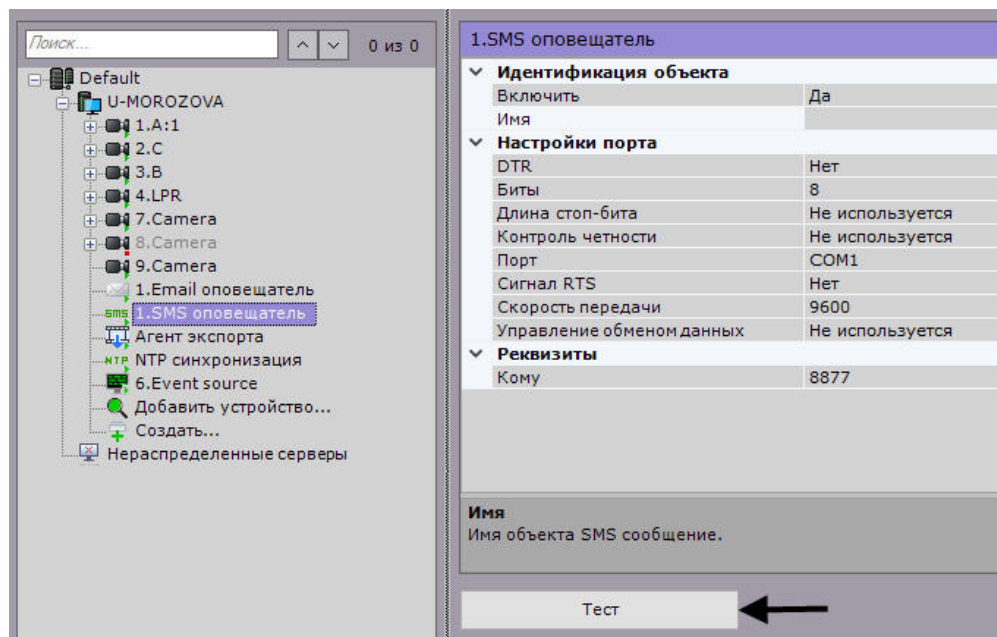 Поиск...
0 из 0
Default
U-MOROZOVA
1.A:1
2.C
3.B
4.LPR
7.Camera
8.Camera
9.Camera
1.Email оповещатель
sms 1.SMS оповещатель
Агент экспорта
NTP NTP синхронизация
6.Event source
Добавить устройство...
Создать...
Нераспределенные серверы
1.SMS оповещатель
Идентификация объекта
Включить Да
Имя
Настройки порта
DTR Нет
Биты 8
Длина стоп-бита Не используется
Контроль четности Не используется
Порт COM1
Сигнал RTS Нет
Скорость передачи 9600
Управление обменом данных Не используется
Реквизиты
Кому 8877
Имя
Имя объекта SMS сообщение.
Тест